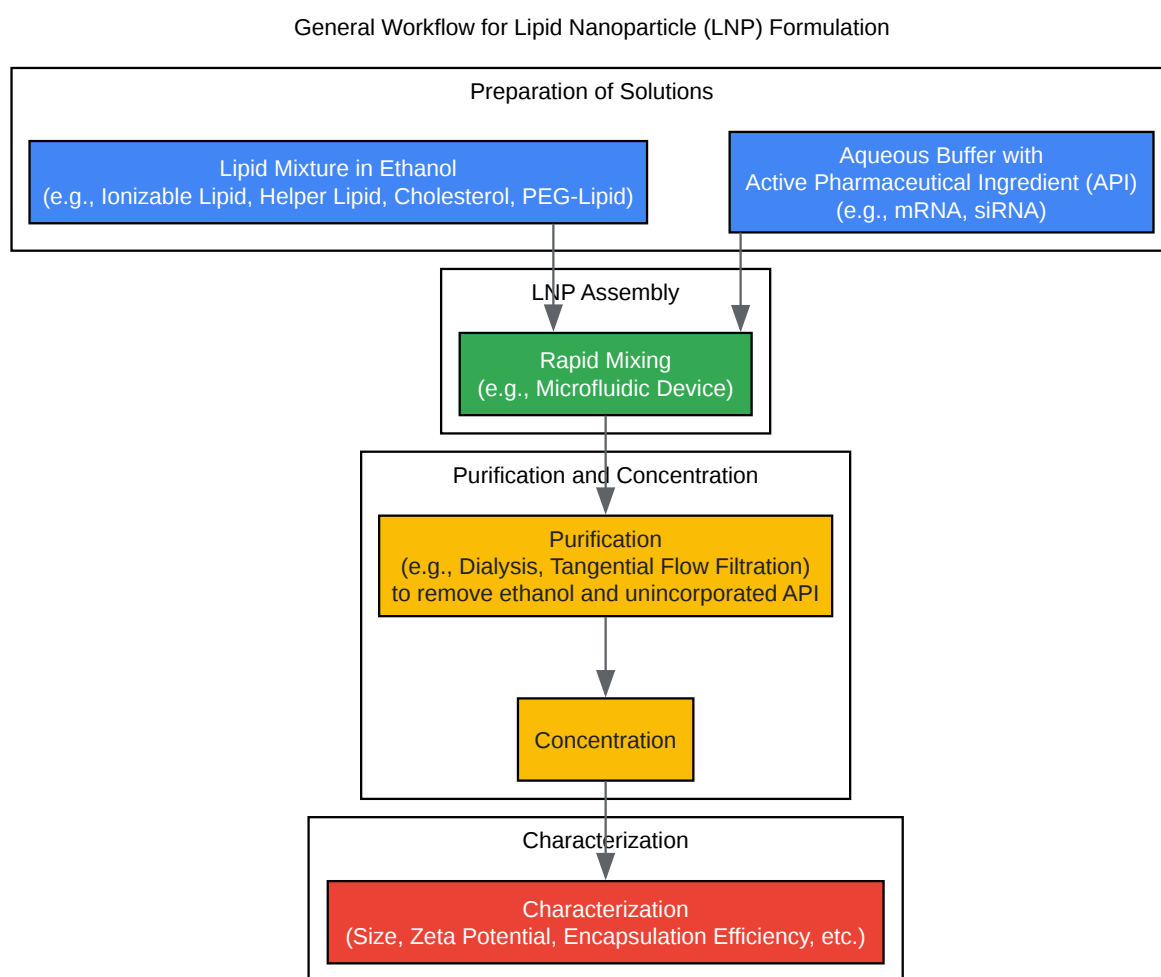 General Workflow for Lipid Nanoparticle (LNP) Formulation
Preparation of Solutions
Lipid Mixture in Ethanol
(e.g., Ionizable Lipid, Helper Lipid, Cholesterol, PEG-Lipid)
Aqueous Buffer with
Active Pharmaceutical Ingredient (API)
(e.g., mRNA, siRNA)
LNP Assembly
Rapid Mixing
(e.g., Microfluidic Device)
Purification and Concentration
Purification
(e.g., Dialysis, Tangential Flow Filtration)
to remove ethanol and unincorporated API
Concentration
Characterization
Characterization
(Size, Zeta Potential, Encapsulation Efficiency, etc.)